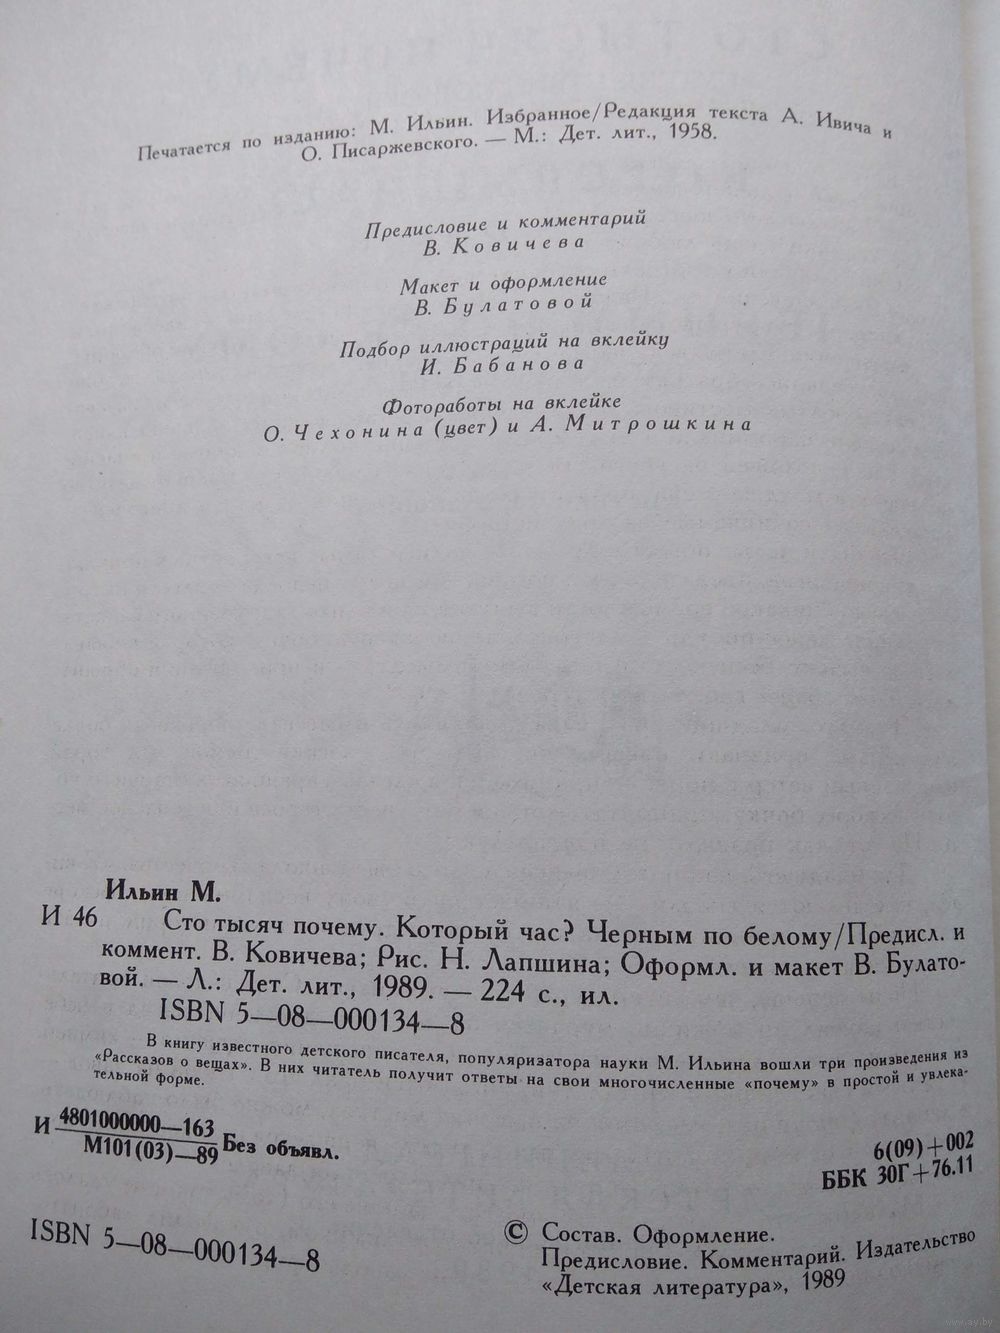 Печатается по изданию: М. Ильин. Избранное/Редакция текста А. Ивича и
О. Писаржевского. — М.: Дет. лит., 1958.
Предисловие и комментарий
В. Ковичева
Макет и оформление
В. Булатовой
Подбор иллюстраций на вклейку
И. Бабанова
Фотоработы на вклейке
О. Чехонина (цвет) и А. Митрошкина
Ильин М.
И 46 Сто тысяч почему. Который час? Черным по белому/Предисл. и
коммент. В. Ковичева; Рис. Н. Лапшина; Оформл. и макет В. Булато-
вой. — Л.: Дет. лит., 1989. — 224 с., ил.
ISBN 5—08—000134—8
В книгу известного детского писателя, популяризатора науки М. Ильина вошли три произведения из
«Рассказов о вещах». В них читатель получит ответы на свои многочисленные «почему» в простой и увлека-
тельной форме.
И 4801000000—163
М101(03)—89 Без объявл.
6(09)+002
ББК 30Г+76.11
ISBN 5—08—000134—8
© Состав. Оформление.
Предисловие. Комментарий. Издательство
«Детская литература», 1989
www.ay.by